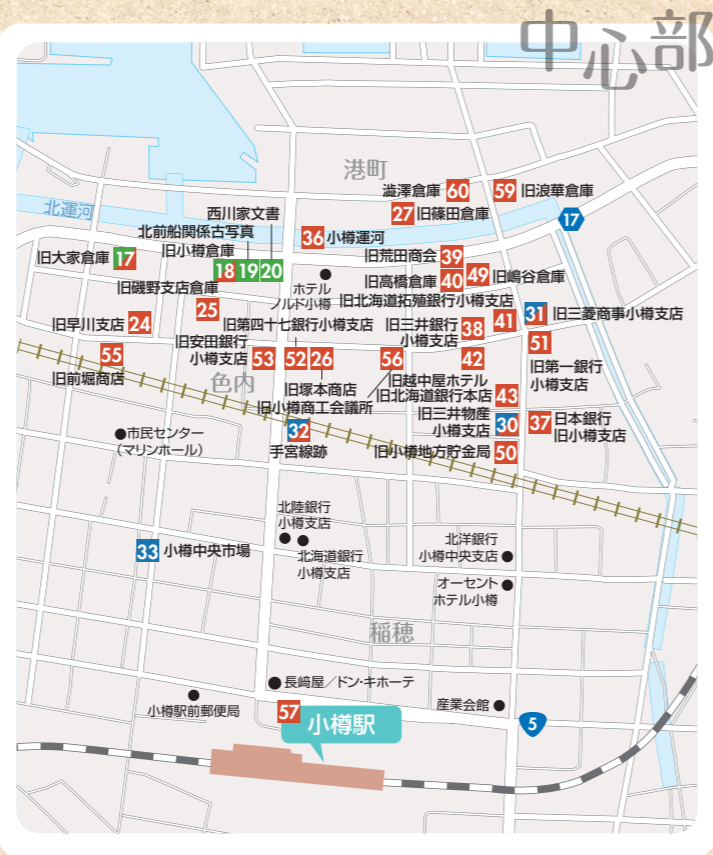 中心部
港町
澁澤倉庫 60
59 旧浪華倉庫
北運河
西川家文書
27 旧篠田倉庫
17
北前船関係古写真
36 小樽運河
旧大家倉庫 17
旧小樽倉庫
18 19 20
旧荒田商会 39
旧高橋倉庫 40
49 旧嶋谷倉庫
ホテル
ノルド小樽
旧磯野支店倉庫
25
旧北海道拓殖銀行小樽支店
41
31 旧三菱商事小樽支店
旧早川支店 24
旧第四十七銀行小樽支店
旧三井銀行
小樽支店
38
旧安田銀行
小樽支店
53 52 26
56
42
51
旧第一銀行
小樽支店
55
旧前堀商店
色内
旧塚本商店
旧小樽商工会議所
旧越中屋ホテル
旧北海道銀行本店 43
32
手宮線跡
旧三井物産
小樽支店
30
37 日本銀行
旧小樽支店
市民センター
(マリンホール)
旧小樽地方貯金局 50
北陸銀行
小樽支店
北海道銀行
小樽支店
33 小樽中央市場
北洋銀行
小樽中央支店
オーセント
ホテル小樽
稲穂
長崎屋/ドン・キホーテ
小樽駅前郵便局
57
小樽駅
産業会館
5